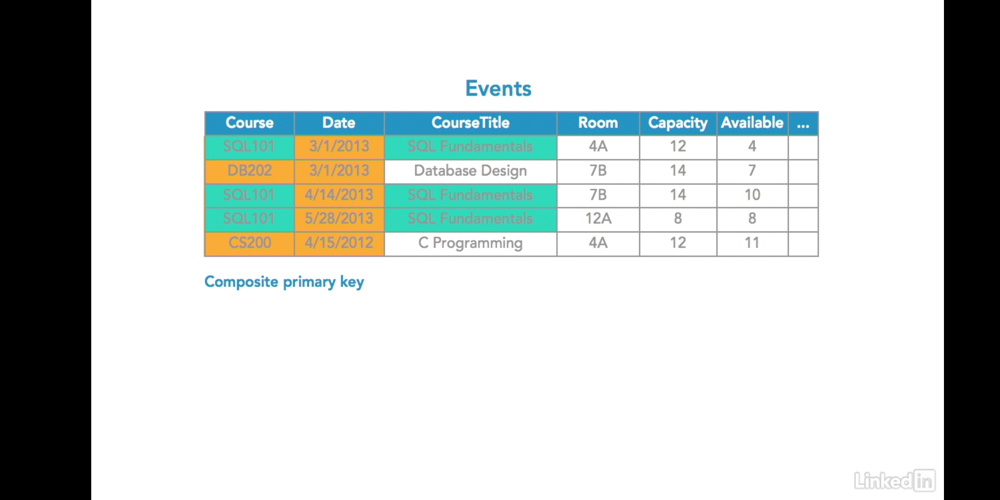 Events
Course Date CourseTitle Room Capacity Available ...
SQL101 3/1/2013 SQL Fundamentals 4A 12 4
DB202 3/1/2013 Database Design 7B 14 7
SQL101 4/14/2013 SQL Fundamentals 7B 14 10
SQL101 5/28/2013 SQL Fundamentals 12A 8 8
CS200 4/15/2012 C Programming 4A 12 11
Composite primary key
Linked in